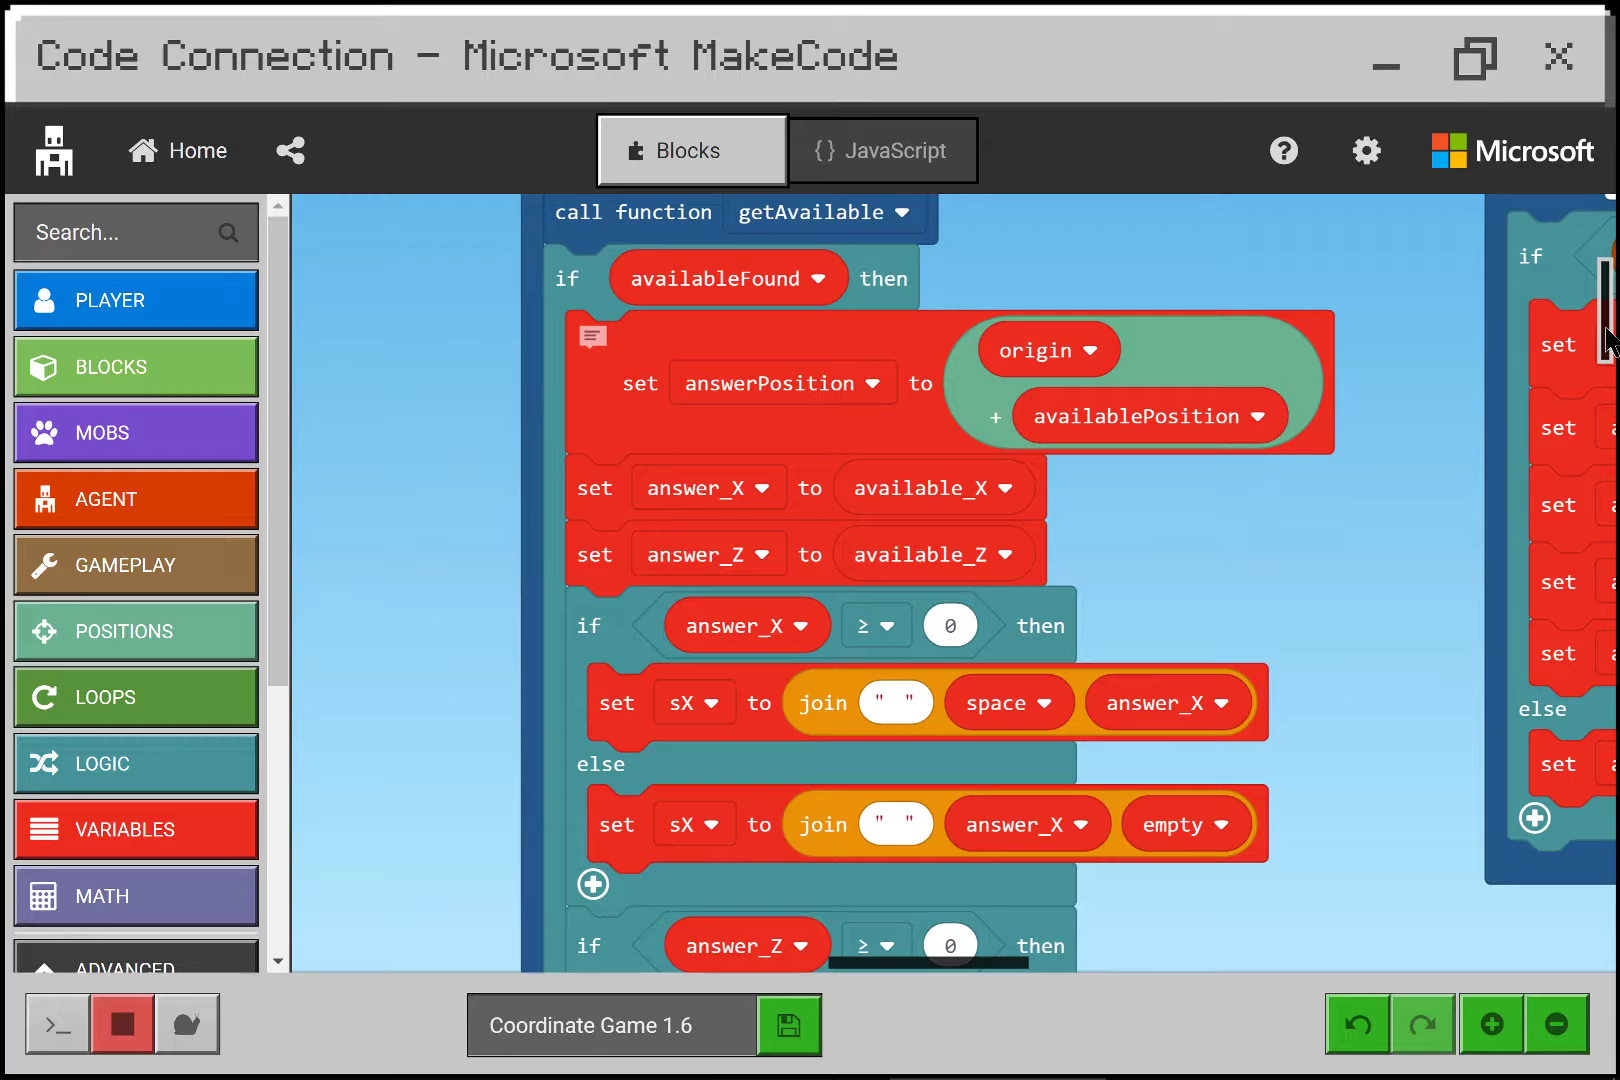 Code Connection - Microsoft MakeCode
Home
Blocks
{} JavaScript
Microsoft
Search...
PLAYER
BLOCKS
MOBS
AGENT
GAMEPLAY
POSITIONS
LOOPS
LOGIC
VARIABLES
MATH
ADVANCED
call function getAvailable
if availableFound then
set answerPosition to origin
+ availablePosition
set answer_X to available_X
set answer_Z to available_Z
if answer_X ≥ 0 then
set sX to join " " space answer_X
else
set sX to join " " answer_X empty
if answer_Z ≥ 0 then
if
set
set
set
set
set
else
set
>_
Coordinate Game 1.6